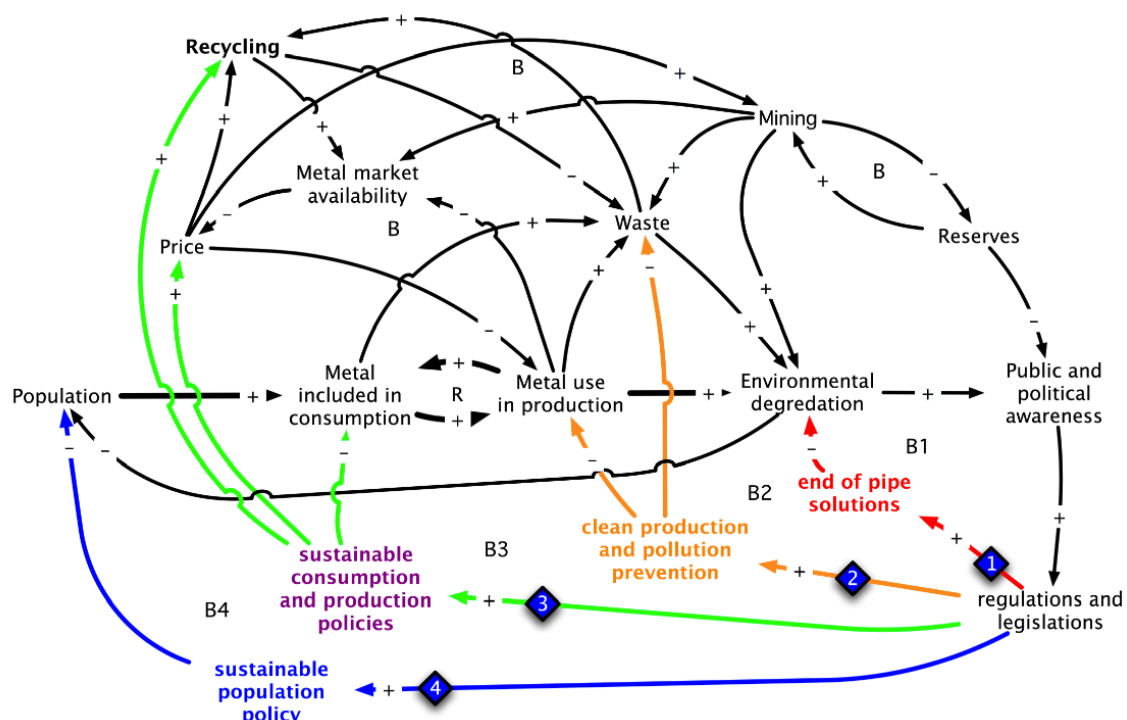 +
Recycling
B
+
+
+
Mining
+
+
Metal market
availability
-
+
B
-
+
-
-
+
Waste
Reserves
Price
B
+
-
+
+
+
-
-
Metal
included in
consumption
+
R
+
Metal use
in production
+
Environmental
degredation
+
Public and
political
awareness
Population
+
-
-
-
-
-
B1
B2
end of pipe
solutions
+
+
1
clean production
and pollution
prevention
+
2
B3
sustainable
consumption
and production
policies
+
3
regulations and
legislations
B4
sustainable
population
policy
+
4